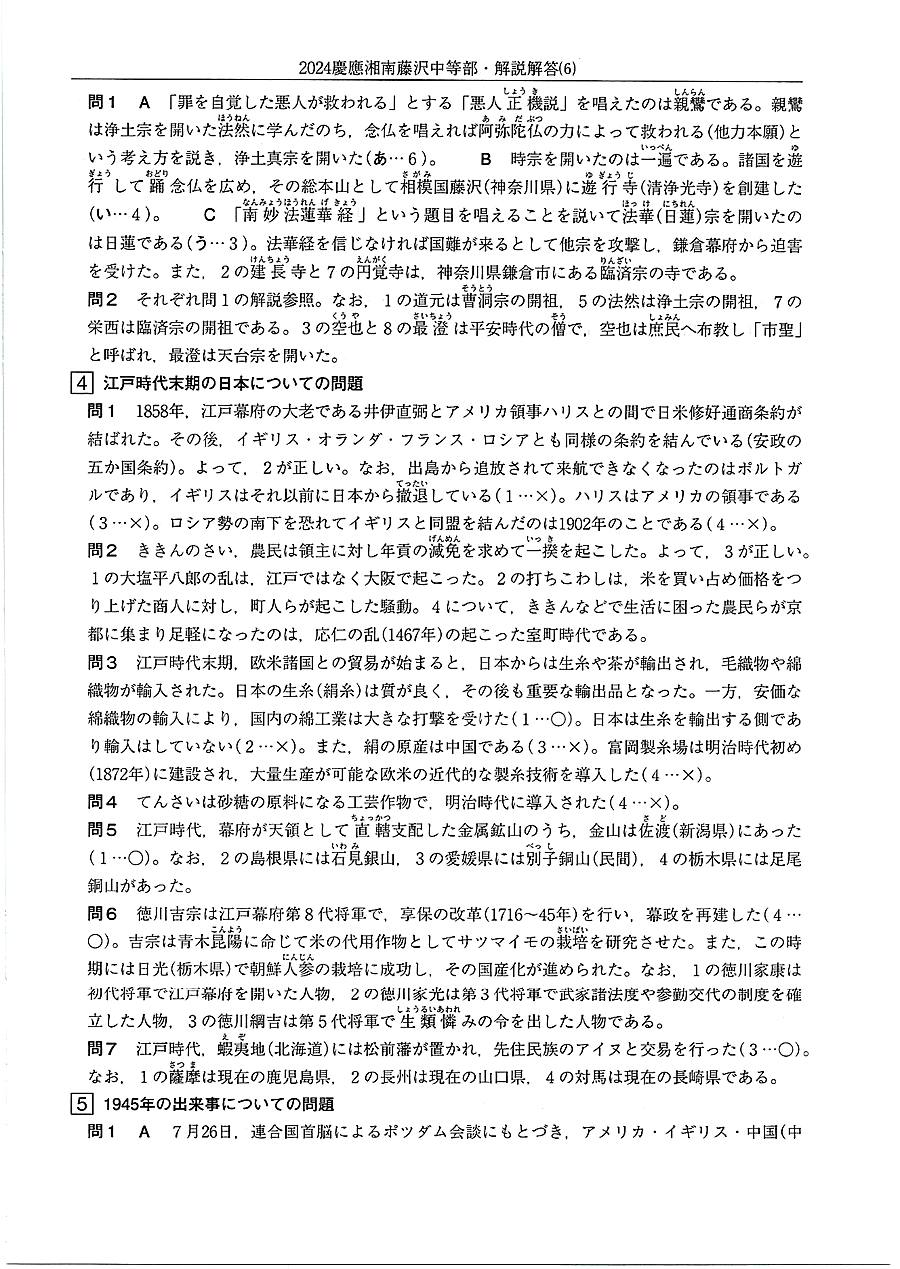 2024慶應湘南藤沢中等部・解説解答(6)
問1　A　「罪を自覚した悪人が救われる」とする「悪人正機説」を唱えたのは親鸞である。親鸞
は浄土宗を開いた法然に学んだのち，念仏を唱えれば阿弥陀仏の力によって救われる(他力本願)と
いう考え方を説き，浄土真宗を開いた(あ…6)。　B　時宗を開いたのは一遍である。諸国を遊
行して踊念仏を広め，その総本山として相模国藤沢(神奈川県)に遊行寺(清浄光寺)を創建した
(い…4)。　C　「南妙法蓮華経」という題目を唱えることを説いて法華(日蓮)宗を開いたの
は日蓮である(う…3)。法華経を信じなければ国難が来るとして他宗を攻撃し，鎌倉幕府から迫害
を受けた。また，2の建長寺と7の円覚寺は，神奈川県鎌倉市にある臨済宗の寺である。
問2　それぞれ問1の解説参照。なお，1の道元は曹洞宗の開祖，5の法然は浄土宗の開祖，7の
栄西は臨済宗の開祖である。3の空也と8の最澄は平安時代の僧で，空也は庶民へ布教し「市聖」
と呼ばれ，最澄は天台宗を開いた。
4　江戸時代末期の日本についての問題
問1　1858年，江戸幕府の大老である井伊直弼とアメリカ領事ハリスとの間で日米修好通商条約が
結ばれた。その後，イギリス・オランダ・フランス・ロシアとも同様の条約を結んでいる(安政の
五か国条約)。よって，2が正しい。なお，出島から追放されて来航できなくなったのはポルトガ
ルであり，イギリスはそれ以前に日本から撤退している(1…×)。ハリスはアメリカの領事である
(3…×)。ロシア勢の南下を恐れてイギリスと同盟を結んだのは1902年のことである(4…×)。
問2　ききんのさい，農民は領主に対し年貢の減免を求めて一揆を起こした。よって，3が正しい。
1の大塩平八郎の乱は，江戸ではなく大阪で起こった。2の打ちこわしは，米を買い占め価格をつ
り上げた商人に対し，町人らが起こした騒動。4について，ききんなどで生活に困った農民らが京
都に集まり足軽になったのは，応仁の乱(1467年)の起こった室町時代である。
問3　江戸時代末期，欧米諸国との貿易が始まると，日本からは生糸や茶が輸出され，毛織物や綿
織物が輸入された。日本の生糸(絹糸)は質が良く，その後も重要な輸出品となった。一方，安価な
綿織物の輸入により，国内の綿工業は大きな打撃を受けた(1…○)。日本は生糸を輸出する側であ
り輸入はしていない(2…×)。また，絹の原産は中国である(3…×)。富岡製糸場は明治時代初め
(1872年)に建設され，大量生産が可能な欧米の近代的な製糸技術を導入した(4…×)。
問4　てんさいは砂糖の原料になる工芸作物で，明治時代に導入された(4…×)。
問5　江戸時代，幕府が天領として直轄支配した金属鉱山のうち，金山は佐渡(新潟県)にあった
(1…○)。なお，2の島根県には石見銀山，3の愛媛県には別子銅山(民間)，4の栃木県には足尾
銅山があった。
問6　徳川吉宗は江戸幕府第8代将軍で，享保の改革(1716～45年)を行い，幕政を再建した(4…
○)。吉宗は青木昆陽に命じて米の代用作物としてサツマイモの栽培を研究させた。また，この時
期には日光(栃木県)で朝鮮人参の栽培に成功し，その国産化が進められた。なお，1の徳川家康は
初代将軍で江戸幕府を開いた人物，2の徳川家光は第3代将軍で武家諸法度や参勤交代の制度を確
立した人物，3の徳川綱吉は第5代将軍で生類憐みの令を出した人物である。
問7　江戸時代，蝦夷地(北海道)には松前藩が置かれ，先住民族のアイヌと交易を行った(3…○)。
なお，1の薩摩は現在の鹿児島県，2の長州は現在の山口県，4の対馬は現在の長崎県である。
5　1945年の出来事についての問題
問1　A　7月26日，連合国首脳によるポツダム会談にもとづき，アメリカ・イギリス・中国(中